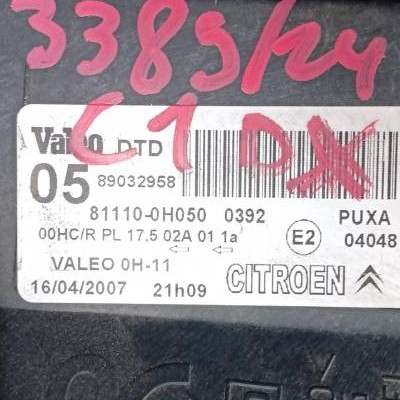 3389/24
C1 DX
Valeo DTD
05 89032958
81110-0H050 0392 PUXA
00HC/R PL 17,5 02A 01 1a E2 04048
VALEO 0H-11 CITROEN
16/04/2007 21h09